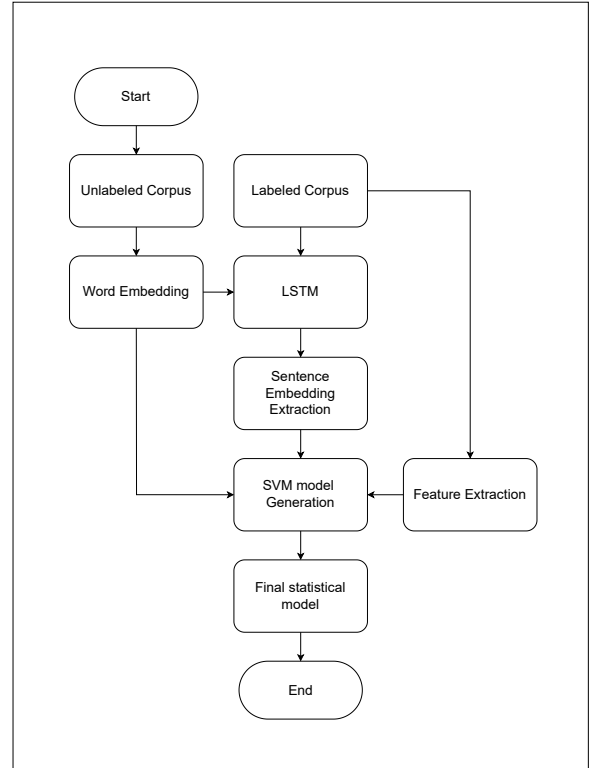 Start
Unlabeled Corpus
Labeled Corpus
Word Embedding
LSTM
Sentence
Embedding
Extraction
SVM model
Generation
Feature Extraction
Final statistical
model
End